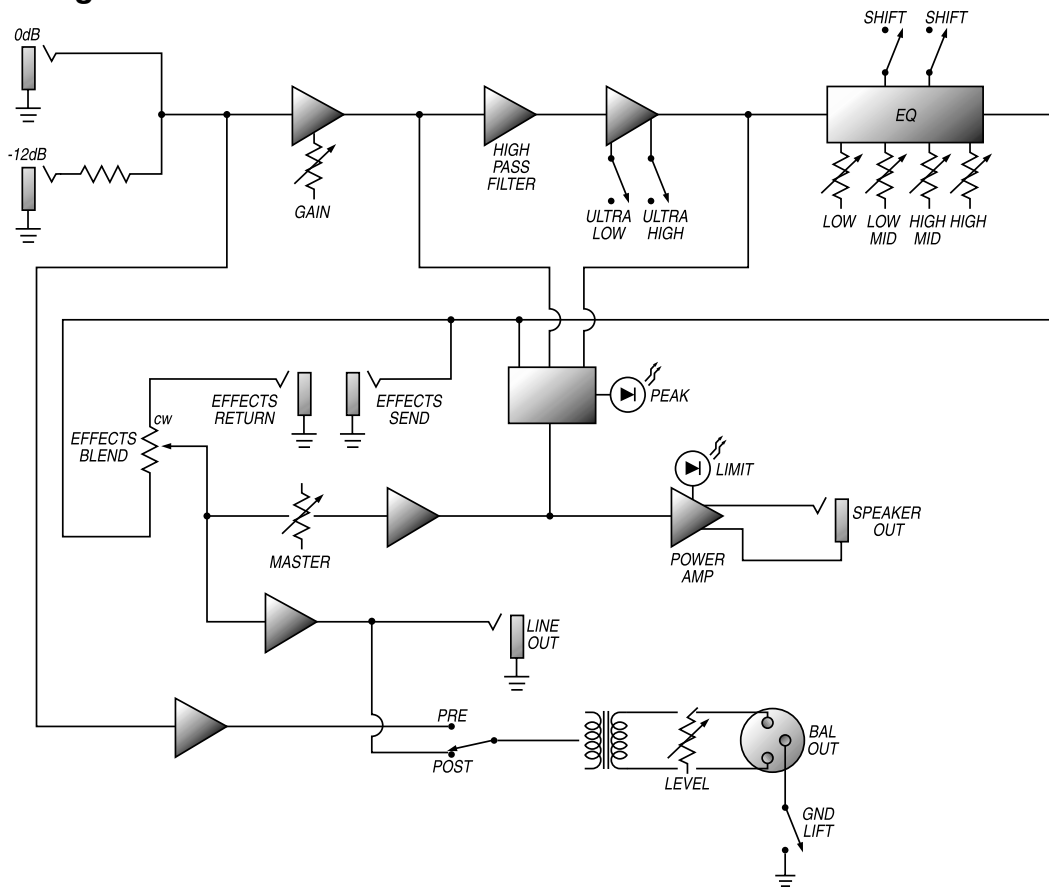 0dB
SHIFT SHIFT
EQ
-12dB
HIGH
PASS
FILTER
GAIN
ULTRA
LOW
ULTRA
HIGH
LOW
LOW
MID
HIGH
MID
HIGH
EFFECTS
RETURN
EFFECTS
SEND
PEAK
CW
EFFECTS
BLEND
LIMIT
MASTER
SPEAKER
OUT
POWER
AMP
LINE
OUT
PRE
POST
LEVEL
BAL
OUT
GND
LIFT